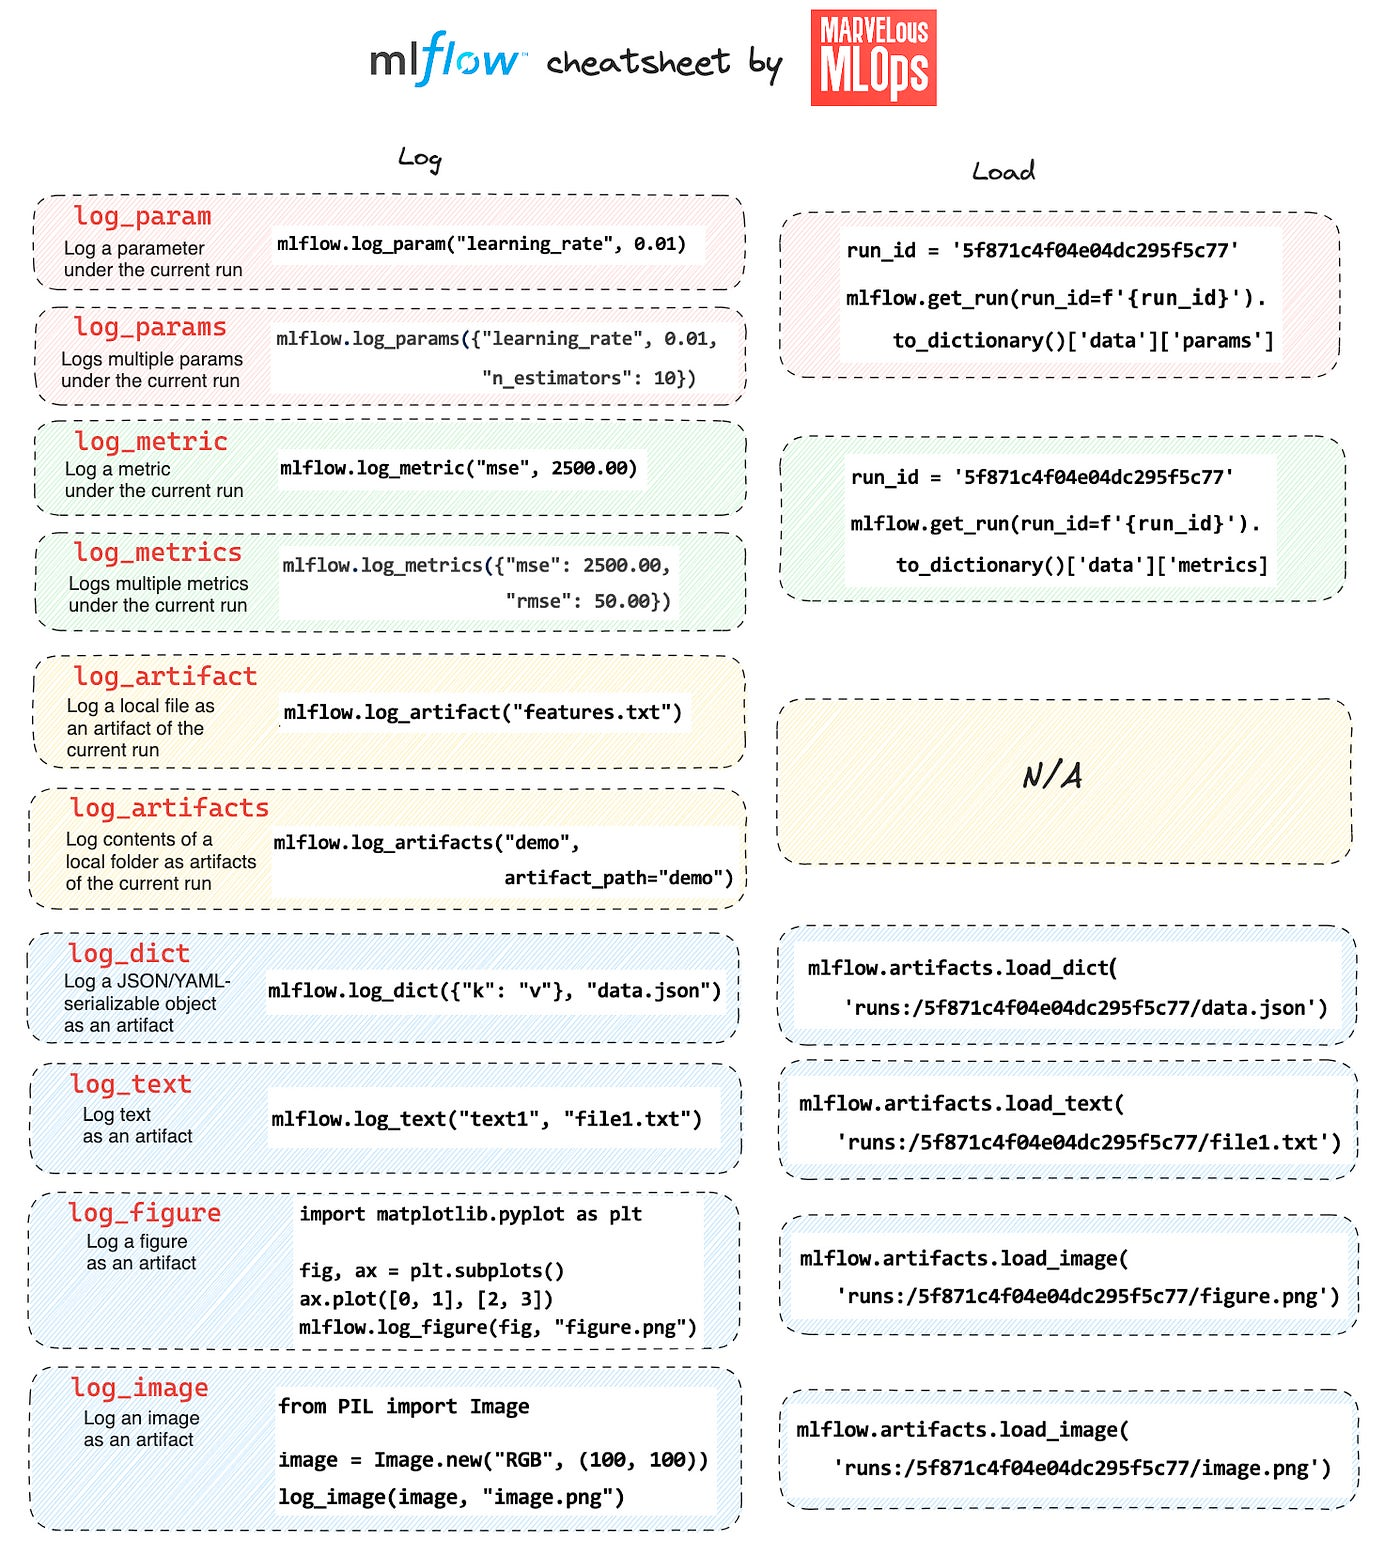 mlflow™ cheatsheet by MARVELous MLOps
Log
log_param
Log a parameter
under the current run
mlflow.log_param("learning_rate", 0.01)
log_params
Logs multiple params
under the current run
mlflow.log_params({"learning_rate", 0.01,
"n_estimators": 10})
log_metric
Log a metric
under the current run
mlflow.log_metric("mse", 2500.00)
log_metrics
Logs multiple metrics
under the current run
mlflow.log_metrics({"mse": 2500.00,
"rmse": 50.00})
log_artifact
Log a local file as
an artifact of the
current run
mlflow.log_artifact("features.txt")
log_artifacts
Log contents of a
local folder as artifacts
of the current run
mlflow.log_artifacts("demo",
artifact_path="demo")
log_dict
Log a JSON/YAML-
serializable object
as an artifact
mlflow.log_dict({"k": "v"}, "data.json")
log_text
Log text
as an artifact
mlflow.log_text("text1", "file1.txt")
log_figure
Log a figure
as an artifact
import matplotlib.pyplot as plt
fig, ax = plt.subplots()
ax.plot([0, 1], [2, 3])
mlflow.log_figure(fig, "figure.png")
log_image
Log an image
as an artifact
from PIL import Image
image = Image.new("RGB", (100, 100))
log_image(image, "image.png")
Load
run_id = '5f871c4f04e04dc295f5c77'
mlflow.get_run(run_id=f'{run_id}').
to_dictionary()['data']['params']
run_id = '5f871c4f04e04dc295f5c77'
mlflow.get_run(run_id=f'{run_id}').
to_dictionary()['data']['metrics]
N/A
mlflow.artifacts.load_dict(
'runs:/5f871c4f04e04dc295f5c77/data.json')
mlflow.artifacts.load_text(
'runs:/5f871c4f04e04dc295f5c77/file1.txt')
mlflow.artifacts.load_image(
'runs:/5f871c4f04e04dc295f5c77/figure.png')
mlflow.artifacts.load_image(
'runs:/5f871c4f04e04dc295f5c77/image.png')